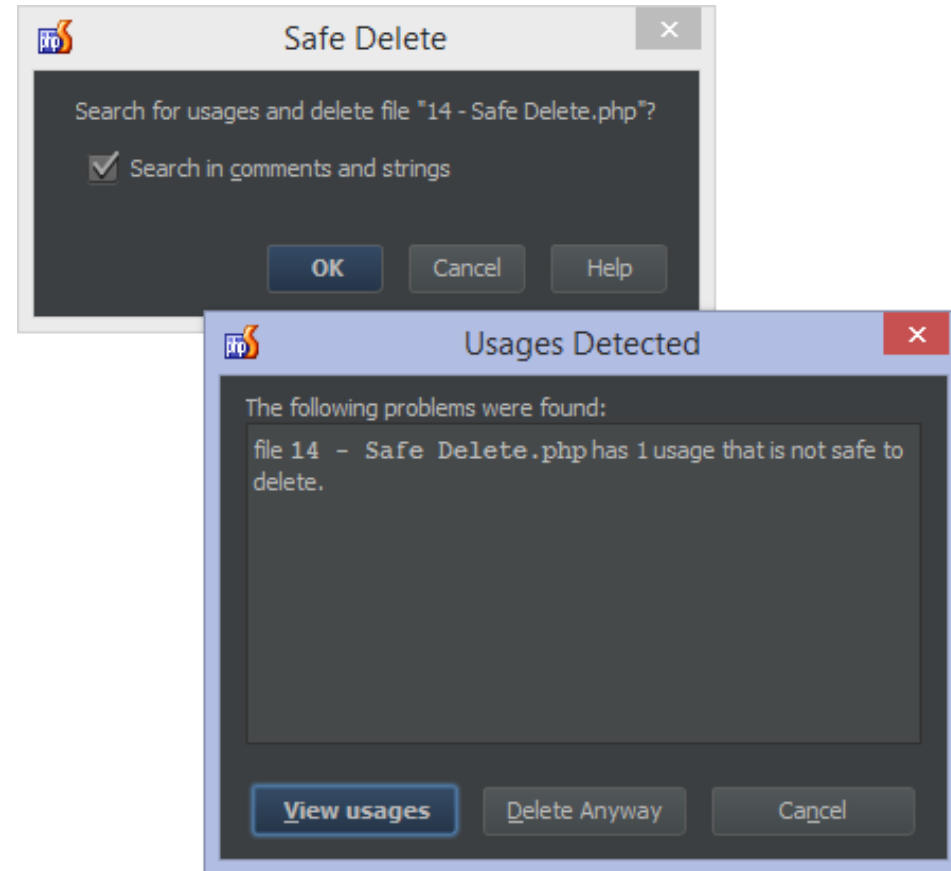 php
Safe Delete
Search for usages and delete file "14 - Safe Delete.php"?
Search in comments and strings
OK
Cancel
Help
php
Usages Detected
The following problems were found:
file 14 - Safe Delete.php has 1 usage that is not safe to
delete.
View usages
Delete Anyway
Cancel